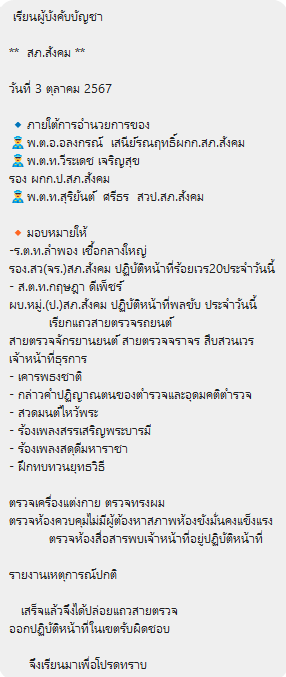 เรียนผู้บังคับบัญชา
** สภ.สังคม **
วันที่ 3 ตุลาคม 2567
🔹ภายใต้การอำนวยการของ
👮พ.ต.อ.อลงกรณ์ เสนีย์รณฤทธิ์ผกก.สภ.สังคม
👮พ.ต.ท.วีระเดช เจริญสุข
รอง ผกก.ป.สภ.สังคม
👮พ.ต.ท.สุริยันต์ ศรีธร สวป.สภ.สังคม
🔸มอบหมายให้
-ร.ต.ท.ลำพอง เชื้อกลางใหญ่
รอง.สว(จร.)สภ.สังคม ปฏิบัติหน้าที่ร้อยเวร20ประจำวันนี้
- ส.ต.ท.กฤษฎา ดีเพ็ชร์
ผบ.หมู่.(ป.)สภ.สังคม ปฏิบัติหน้าที่พลขับ ประจำวันนี้
เรียกแถวสายตรวจรถยนต์
สายตรวจจักรยานยนต์ สายตรวจจราจร สืบสวนเวร
เจ้าหน้าที่ธุรการ
- เคารพธงชาติ
- กล่าวคำปฏิญาณตนของตำรวจและอุดมคติตำรวจ
- สวดมนต์ไหว้พระ
- ร้องเพลงสรรเสริญพระบารมี
- ร้องเพลงสดุดีมหาราชา
- ฝึกทบทวนยุทธวิธี
ตรวจเครื่องแต่งกาย ตรวจทรงผม
ตรวจห้องควบคุมไม่มีผู้ต้องหาสภาพห้องขังมั่นคงแข็งแรง
ตรวจห้องสื่อสารพบเจ้าหน้าที่อยู่ปฏิบัติหน้าที่
รายงานเหตุการณ์ปกติ
เสร็จแล้วจึงได้ปล่อยแถวสายตรวจ
ออกปฏิบัติหน้าที่ในเขตรับผิดชอบ
จึงเรียนมาเพื่อโปรดทราบ